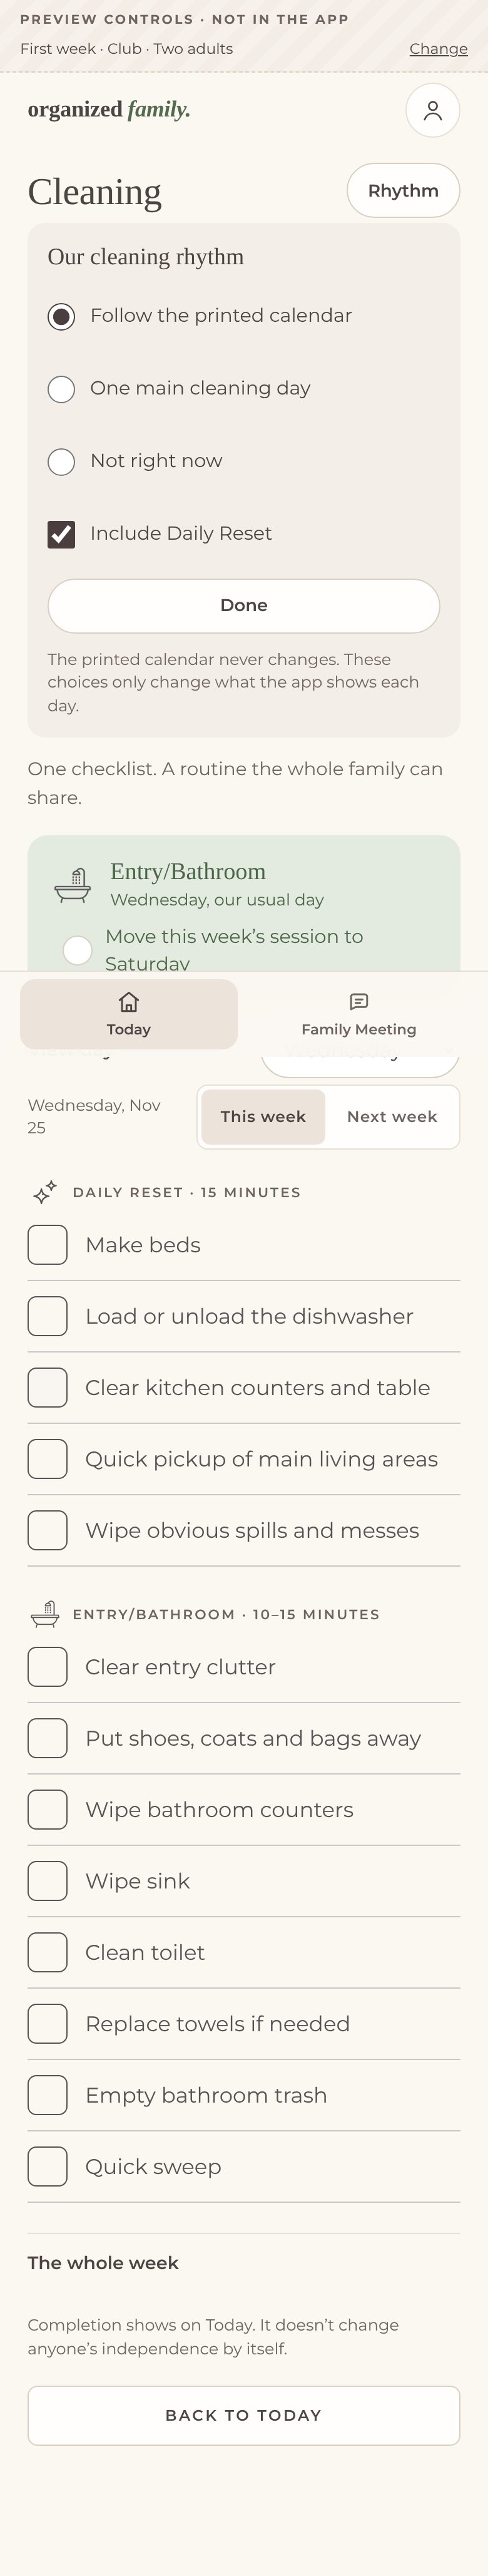 PREVIEW CONTROLS · NOT IN THE APP
First week · Club · Two adults
Change
organized family.
Cleaning
Rhythm
Our cleaning rhythm
Follow the printed calendar
One main cleaning day
Not right now
Include Daily Reset
Done
The printed calendar never changes. These
choices only change what the app shows each
day.
One checklist. A routine the whole family can
share.
Entry/Bathroom
Wednesday, our usual day
Move this week’s session to
Saturday
Today
Family Meeting
Wednesday, Nov
25
This week
Next week
DAILY RESET · 15 MINUTES
Make beds
Load or unload the dishwasher
Clear kitchen counters and table
Quick pickup of main living areas
Wipe obvious spills and messes
ENTRY/BATHROOM · 10–15 MINUTES
Clear entry clutter
Put shoes, coats and bags away
Wipe bathroom counters
Wipe sink
Clean toilet
Replace towels if needed
Empty bathroom trash
Quick sweep
The whole week
Completion shows on Today. It doesn’t change
anyone’s independence by itself.
BACK TO TODAY